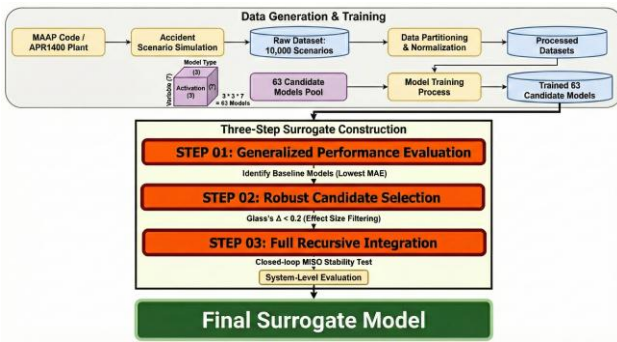 Data Generation & Training
MAAP Code /
APR1400 Plant
Accident
Scenario Simulation
Raw Dataset:
10,000 Scenarios
Data Partitioning
& Normalization
Processed
Datasets
Model Type
(3)
Variable (7)
Activation
(3)
(7)
3 * 3 * 7
= 63 Models
63 Candidate
Models Pool
Model Training
Process
Trained 63
Candidate Models
Three-Step Surrogate Construction
STEP 01: Generalized Performance Evaluation
Identify Baseline Models (Lowest MAE)
STEP 02: Robust Candidate Selection
Glass's Δ < 0.2 (Effect Size Filtering)
STEP 03: Full Recursive Integration
Closed-loop MISO Stability Test
System-Level Evaluation
Final Surrogate Model